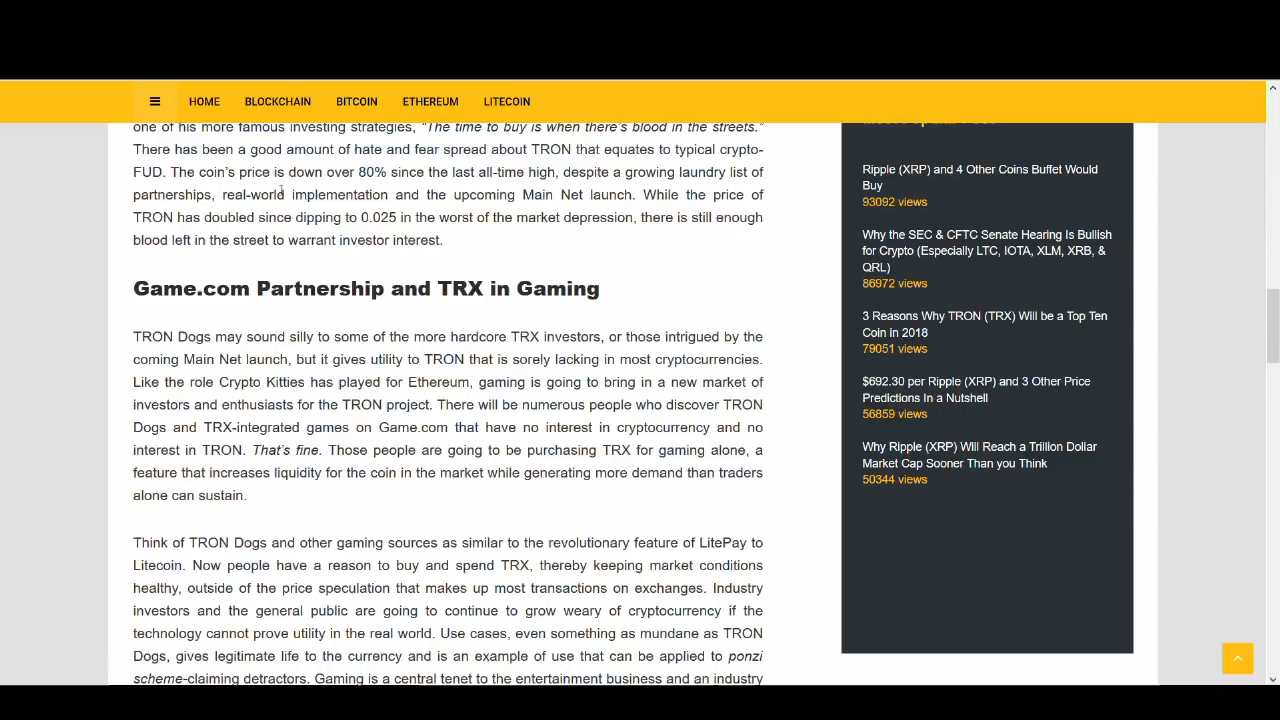 HOME BLOCKCHAIN BITCOIN ETHEREUM LITECOIN
one of his more famous investing strategies, “The time to buy is when there’s blood in the streets.”
There has been a good amount of hate and fear spread about TRON that equates to typical crypto-
FUD. The coin’s price is down over 80% since the last all-time high, despite a growing laundry list of
partnerships, real-world implementation and the upcoming Main Net launch. While the price of
TRON has doubled since dipping to 0.025 in the worst of the market depression, there is still enough
blood left in the street to warrant investor interest.
Game.com Partnership and TRX in Gaming
TRON Dogs may sound silly to some of the more hardcore TRX investors, or those intrigued by the
coming Main Net launch, but it gives utility to TRON that is sorely lacking in most cryptocurrencies.
Like the role Crypto Kitties has played for Ethereum, gaming is going to bring in a new market of
investors and enthusiasts for the TRON project. There will be numerous people who discover TRON
Dogs and TRX-integrated games on Game.com that have no interest in cryptocurrency and no
interest in TRON. That’s fine. Those people are going to be purchasing TRX for gaming alone, a
feature that increases liquidity for the coin in the market while generating more demand than traders
alone can sustain.
Think of TRON Dogs and other gaming sources as similar to the revolutionary feature of LitePay to
Litecoin. Now people have a reason to buy and spend TRX, thereby keeping market conditions
healthy, outside of the price speculation that makes up most transactions on exchanges. Industry
investors and the general public are going to continue to grow weary of cryptocurrency if the
technology cannot prove utility in the real world. Use cases, even something as mundane as TRON
Dogs, gives legitimate life to the currency and is an example of use that can be applied to ponzi
scheme-claiming detractors. Gaming is a central tenet to the entertainment business and an industry
Ripple (XRP) and 4 Other Coins Buffet Would
Buy
93092 views
Why the SEC & CFTC Senate Hearing Is Bullish
for Crypto (Especially LTC, IOTA, XLM, XRB, &
QRL)
86972 views
3 Reasons Why TRON (TRX) Will be a Top Ten
Coin in 2018
79051 views
$692.30 per Ripple (XRP) and 3 Other Price
Predictions In a Nutshell
56859 views
Why Ripple (XRP) Will Reach a Trillion Dollar
Market Cap Sooner Than you Think
50344 views